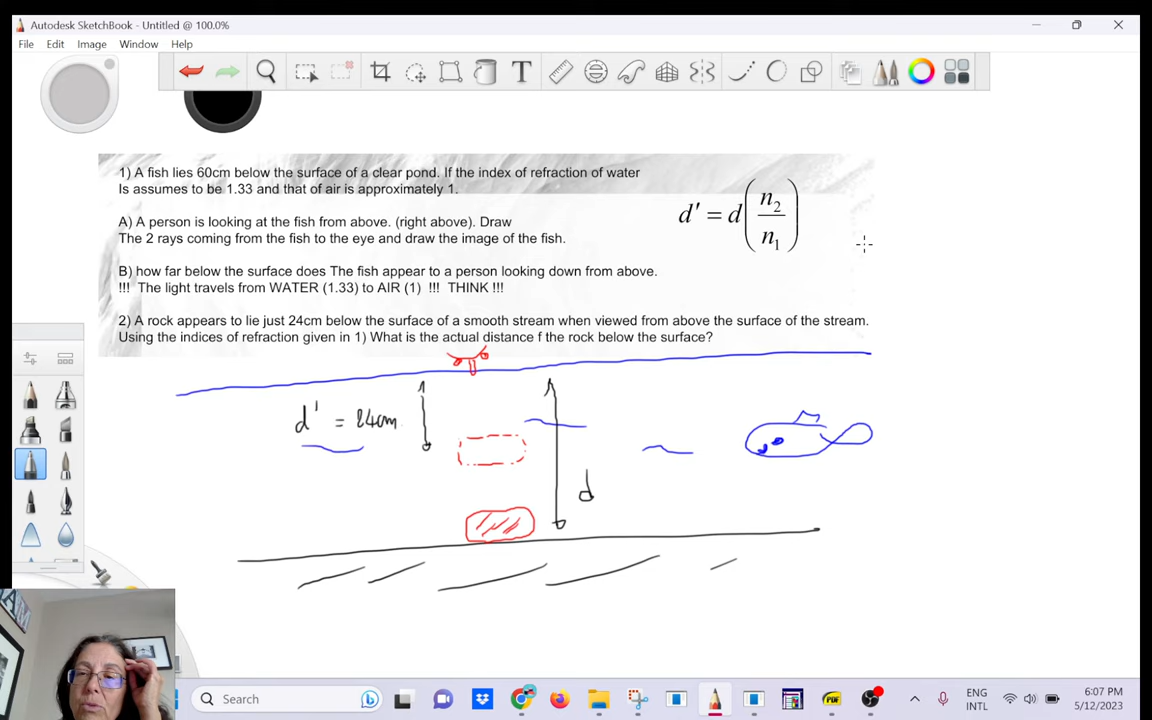 Autodesk SketchBook - Untitled @ 100.0%
File Edit Image Window Help
1) A fish lies 60cm below the surface of a clear pond. If the index of refraction of water
Is assumes to be 1.33 and that of air is approximately 1.
A) A person is looking at the fish from above. (right above). Draw
The 2 rays coming from the fish to the eye and draw the image of the fish.
B) how far below the surface does The fish appear to a person looking down from above.
!!! The light travels from WATER (1.33) to AIR (1) !!! THINK !!!
2) A rock appears to lie just 24cm below the surface of a smooth stream when viewed from above the surface of the stream.
Using the indices of refraction given in 1) What is the actual distance f the rock below the surface?
d' = d(n₂/n₁)
d' = 24cm
d
Search
ENG
INTL
6:07 PM
5/12/2023